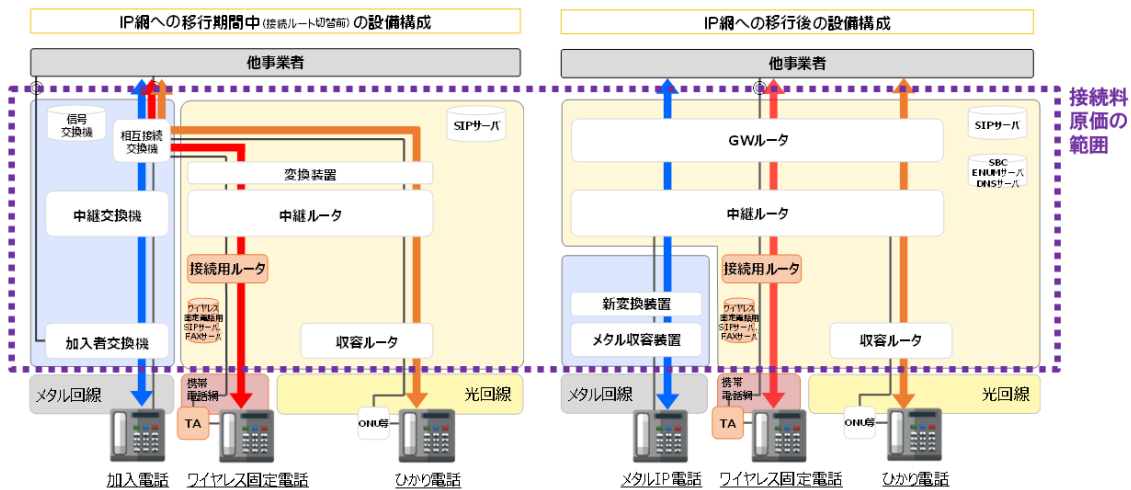 IP網への移行期間中(接続ルート切替前)の設備構成
他事業者
信号
交換機
相互接続
交換機
SIPサーバ
変換装置
中継交換機
中継ルータ
接続用ルータ
ワイヤレス
固定電話用
SIPサーバ、
FAXサーバ
加入者交換機
収容ルータ
メタル回線
携帯
電話網
光回線
TA
ONU等
加入電話
ワイヤレス固定電話
ひかり電話
IP網への移行後の設備構成
他事業者
接続料
原価の
範囲
SIPサーバ
GWルータ
SBC
ENUMサーバ
DNSサーバ
中継ルータ
接続用ルータ
新変換装置
ワイヤレス
固定電話用
SIPサーバ、
FAXサーバ
メタル収容装置
収容ルータ
メタル回線
携帯
電話網
光回線
TA
ONU等
メタルIP電話
ワイヤレス固定電話
ひかり電話